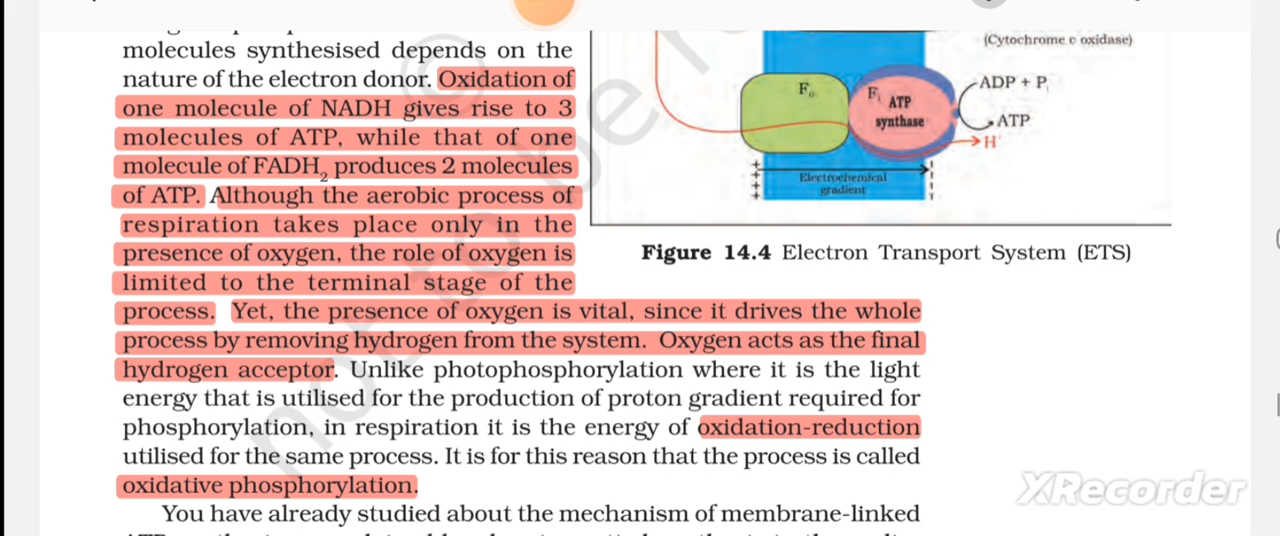 molecules synthesised depends on the
nature of the electron donor. Oxidation of
one molecule of NADH gives rise to 3
molecules of ATP, while that of one
molecule of FADH₂ produces 2 molecules
of ATP. Although the aerobic process of
respiration takes place only in the
presence of oxygen, the role of oxygen is
limited to the terminal stage of the
process. Yet, the presence of oxygen is vital, since it drives the whole
process by removing hydrogen from the system. Oxygen acts as the final
hydrogen acceptor. Unlike photophosphorylation where it is the light
energy that is utilised for the production of proton gradient required for
phosphorylation, in respiration it is the energy of oxidation-reduction
utilised for the same process. It is for this reason that the process is called
oxidative phosphorylation.
You have already studied about the mechanism of membrane-linked
(Cytochrome c oxidase)
F₀
F₁
ATP
synthase
ADP + Pᵢ
ATP
H⁺
Electrochemical
gradient
Figure 14.4 Electron Transport System (ETS)
not to be r
©
XRecorder